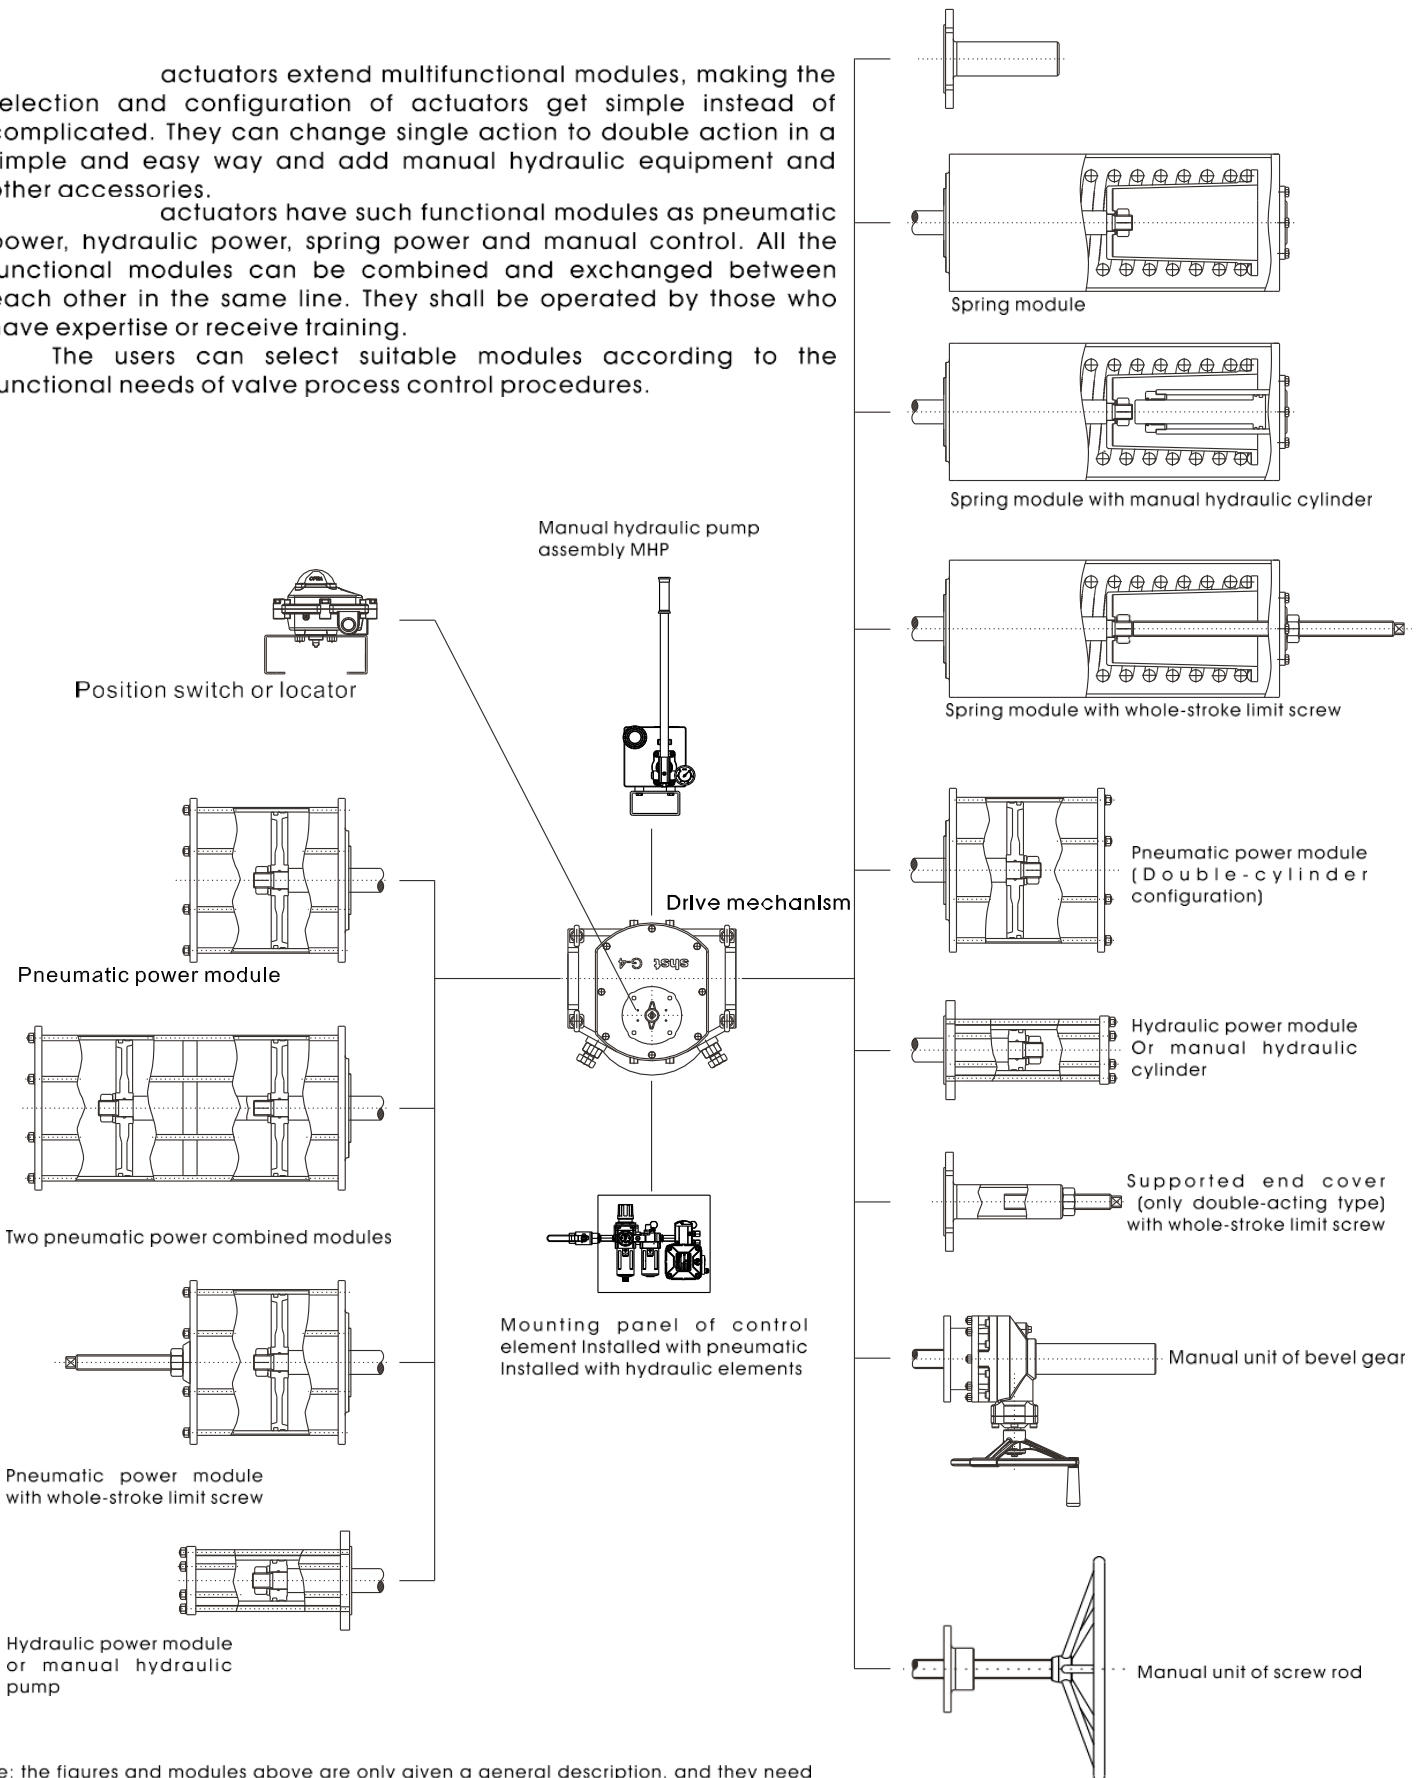 actuators extend multifunctional modules, making the
election and configuration of actuators get simple instead of
complicated. They can change single action to double action in a
imple and easy way and add manual hydraulic equipment and
other accessories.
actuators have such functional modules as pneumatic
power, hydraulic power, spring power and manual control. All the
unctional modules can be combined and exchanged between
each other in the same line. They shall be operated by those who
have expertise or receive training.
The users can select suitable modules according to the
unctional needs of valve process control procedures.
Spring module
Spring module with manual hydraulic cylinder
Spring module with whole-stroke limit screw
Manual hydraulic pump
assembly MHP
OPEN
Position switch or locator
Drive mechanism
shst G-4
Pneumatic power module
Two pneumatic power combined modules
Pneumatic power module
with whole-stroke limit screw
Hydraulic power module
or manual hydraulic
pump
Mounting panel of control
element Installed with pneumatic
Installed with hydraulic elements
Pneumatic power module
(Double-cylinder
configuration)
Hydraulic power module
Or manual hydraulic
cylinder
Supported end cover
(only double-acting type)
with whole-stroke limit screw
Manual unit of bevel gear
Manual unit of screw rod
e: the figures and modules above are only given a general description, and they need